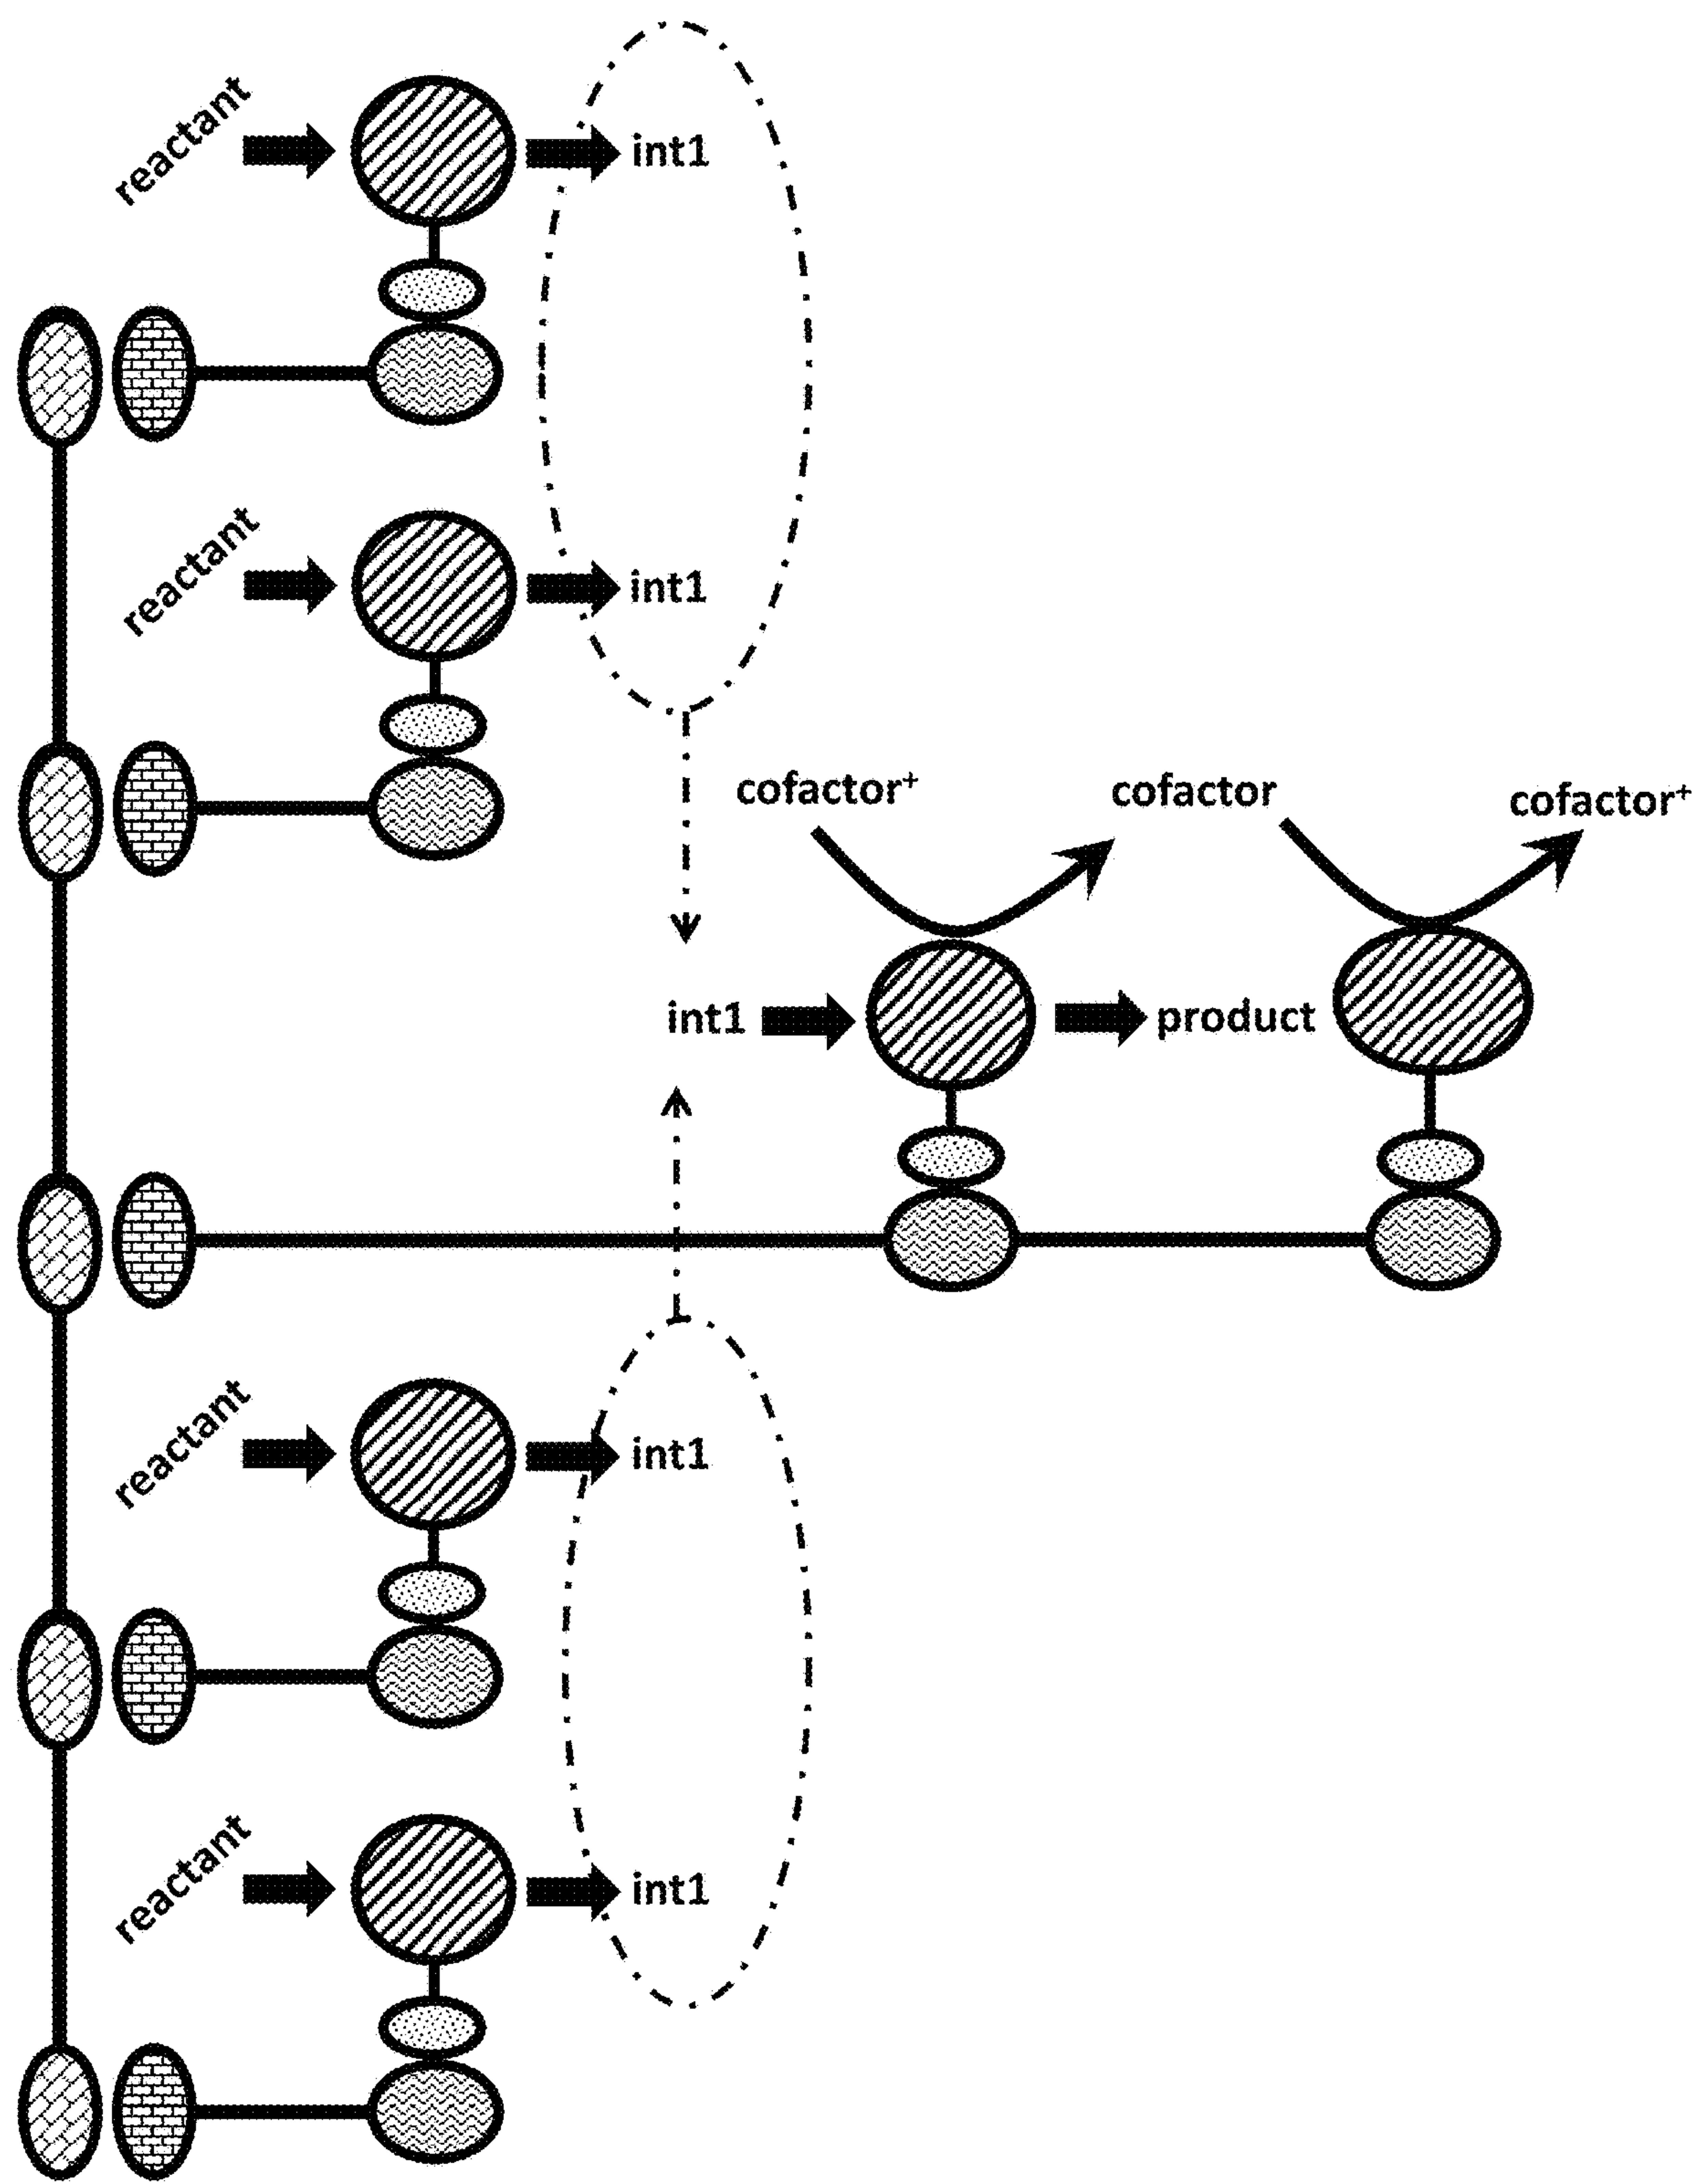 reactant
int1
reactant
int1
cofactor⁺
cofactor
cofactor⁺
int1
product
reactant
int1
reactant
int1